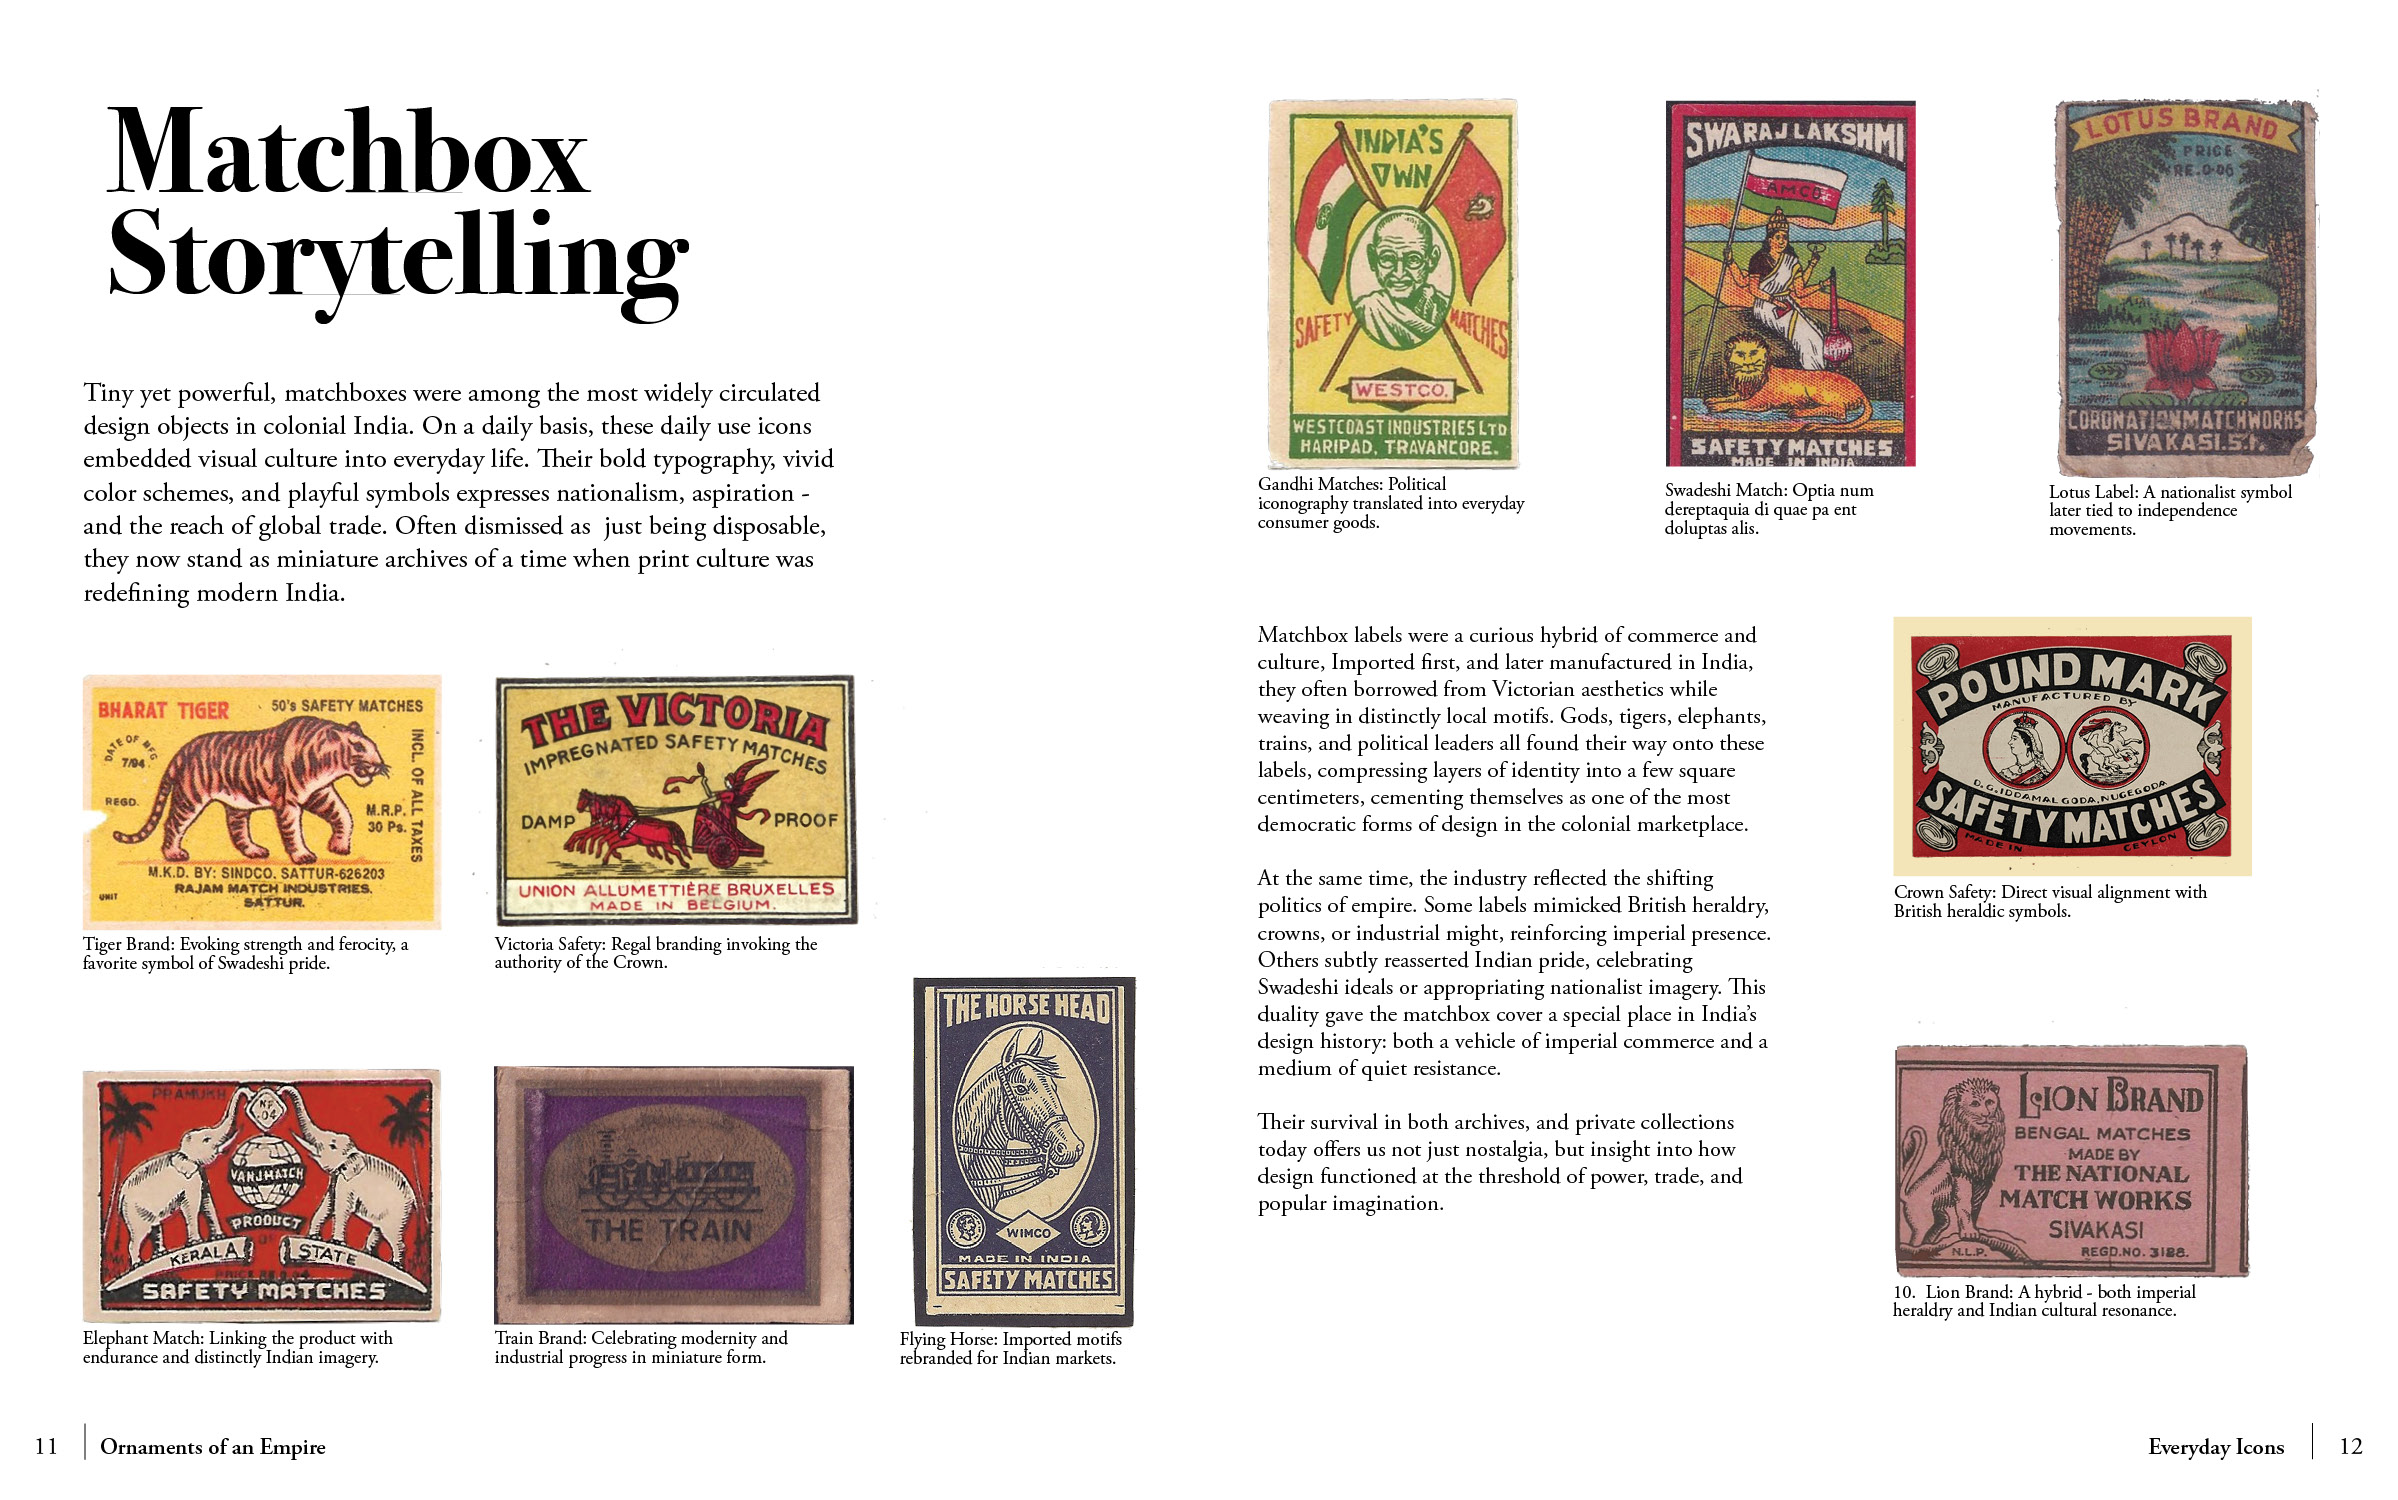 Matchbox
Storytelling
Tiny yet powerful, matchboxes were among the most widely circulated
design objects in colonial India. On a daily basis, these daily use icons
embedded visual culture into everyday life. Their bold typography, vivid
color schemes, and playful symbols expresses nationalism, aspiration -
and the reach of global trade. Often dismissed as  just being disposable,
they now stand as miniature archives of a time when print culture was
redefining modern India.
BHARAT TIGER
50's SAFETY MATCHES
DATE OF MFG
7/94
INCL. OF ALL TAXES
REGD.
M.R.P.
30 Ps.
M.K.D. BY: SINDCO. SATTUR-626203
UNIT
RAJAM MATCH INDUSTRIES.
SATTUR.
Tiger Brand: Evoking strength and ferocity, a
favorite symbol of Swadeshi pride.
THE VICTORIA
IMPREGNATED SAFETY MATCHES
DAMP PROOF
UNION ALLUMETTIÈRE BRUXELLES
MADE IN BELGIUM.
Victoria Safety: Regal branding invoking the
authority of the Crown.
PRAMUKH
VANJMATCH
PRODUCT
OF
KERALA STATE
SAFETY MATCHES
Elephant Match: Linking the product with
endurance and distinctly Indian imagery.
THE TRAIN
Train Brand: Celebrating modernity and
industrial progress in miniature form.
THE HORSE HEAD
WIMCO
MADE IN INDIA
SAFETY MATCHES
Flying Horse: Imported motifs
rebranded for Indian markets.
11
Ornaments of an Empire
INDIA'S
OWN
SAFETY MATCHES
WESTCO.
WESTCOAST INDUSTRIES LTD
HARIPAD, TRAVANCORE.
Gandhi Matches: Political
iconography translated into everyday
consumer goods.
SWARAJ LAKSHMI
AMCO
SAFETY MATCHES
MADE IN INDIA
Swadeshi Match: Optia num
dereptaquia di quae pa ent
doluptas alis.
LOTUS BRAND
PRICE
RE.0-06
CORONATION MATCH WORKS
SIVAKASI.S.I.
Lotus Label: A nationalist symbol
later tied to independence
movements.
Matchbox labels were a curious hybrid of commerce and
culture, Imported first, and later manufactured in India,
they often borrowed from Victorian aesthetics while
weaving in distinctly local motifs. Gods, tigers, elephants,
trains, and political leaders all found their way onto these
labels, compressing layers of identity into a few square
centimeters, cementing themselves as one of the most
democratic forms of design in the colonial marketplace.
At the same time, the industry reflected the shifting
politics of empire. Some labels mimicked British heraldry,
crowns, or industrial might, reinforcing imperial presence.
Others subtly reasserted Indian pride, celebrating
Swadeshi ideals or appropriating nationalist imagery. This
duality gave the matchbox cover a special place in India's
design history: both a vehicle of imperial commerce and a
medium of quiet resistance.
Their survival in both archives, and private collections
today offers us not just nostalgia, but insight into how
design functioned at the threshold of power, trade, and
popular imagination.
POUND MARK
MANUFACTURED BY
D.G.IDDAMALGODA, NUGEGODA
SAFETY MATCHES
MADE IN CEYLON
Crown Safety: Direct visual alignment with
British heraldic symbols.
LION BRAND
BENGAL MATCHES
MADE BY
THE NATIONAL
MATCH WORKS
SIVAKASI
N.L.P.
REGD.NO. 3188.
10.  Lion Brand: A hybrid - both imperial
heraldry and Indian cultural resonance.
Everyday Icons
12